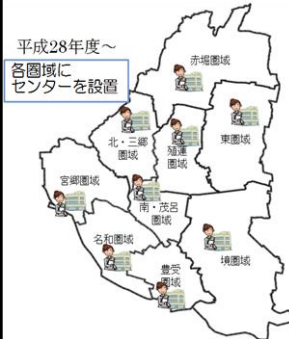 平成28年度～
各圏域に
センターを設置
赤堀圏域
北・三郷
圏域
殖蓮
圏域
東圏域
宮郷圏域
南・茂呂
圏域
名和圏域
豊受
圏域
境圏域